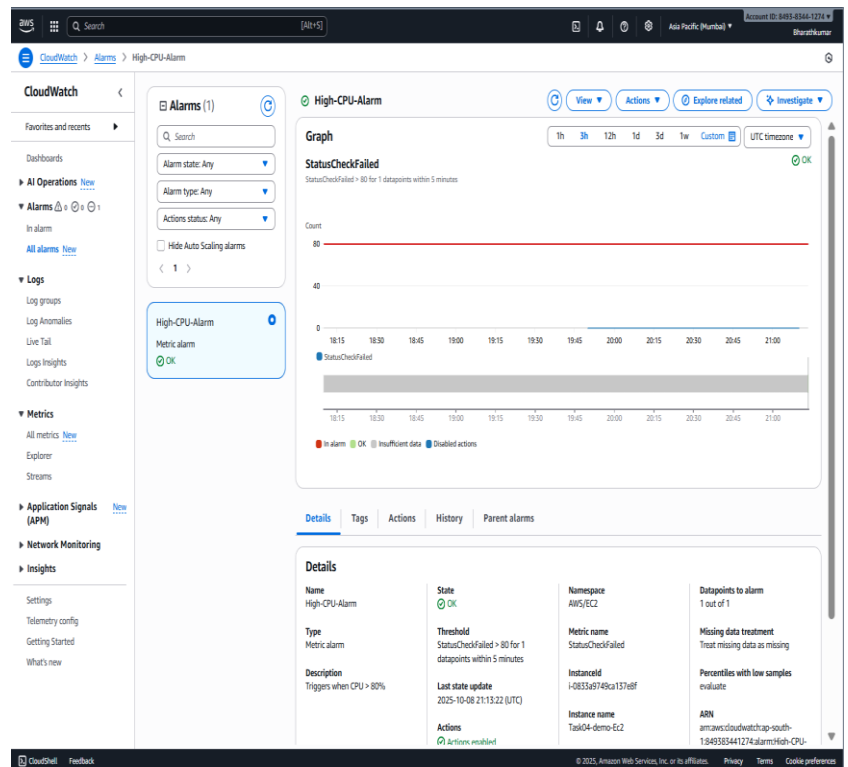 aws
Search
[Alt+S]
Asia Pacific (Mumbai)
Account ID: 8493-8344-1274
Bharathkumar
CloudWatch > Alarms > High-CPU-Alarm
CloudWatch
Favorites and recents
Dashboards
AI Operations New
Alarms 0 0 1
In alarm
All alarms New
Logs
Log groups
Log Anomalies
Live Tail
Logs Insights
Contributor Insights
Metrics
All metrics New
Explorer
Streams
Application Signals New
(APM)
Network Monitoring
Insights
Settings
Telemetry config
Getting Started
What's new
Alarms (1)
Search
Alarm state: Any
Alarm type: Any
Actions status: Any
Hide Auto Scaling alarms
1
High-CPU-Alarm
Metric alarm
OK
High-CPU-Alarm
View
Actions
Explore related
Investigate
Graph
1h 3h 12h 1d 3d 1w Custom
UTC timezone
StatusCheckFailed
OK
StatusCheckFailed > 80 for 1 datapoints within 5 minutes
Count
80
40
0
18:15 18:30 18:45 19:00 19:15 19:30 19:45 20:00 20:15 20:30 20:45 21:00
StatusCheckFailed
18:15 18:30 18:45 19:00 19:15 19:30 19:45 20:00 20:15 20:30 20:45 21:00
In alarm OK Insufficient data Disabled actions
Details Tags Actions History Parent alarms
Details
Name
High-CPU-Alarm
Type
Metric alarm
Description
Triggers when CPU > 80%
State
OK
Threshold
StatusCheckFailed > 80 for 1
datapoints within 5 minutes
Last state update
2025-10-08 21:13:22 (UTC)
Actions
Actions enabled
Namespace
AWS/EC2
Metric name
StatusCheckFailed
InstanceId
i-0833a9749ca137e8f
Instance name
Task04-demo-Ec2
Datapoints to alarm
1 out of 1
Missing data treatment
Treat missing data as missing
Percentiles with low samples
evaluate
ARN
arn:aws:cloudwatch:ap-south-
1:849383441274:alarm:High-CPU-
CloudShell Feedback
© 2025, Amazon Web Services, Inc. or its affiliates. Privacy Terms Cookie preferences